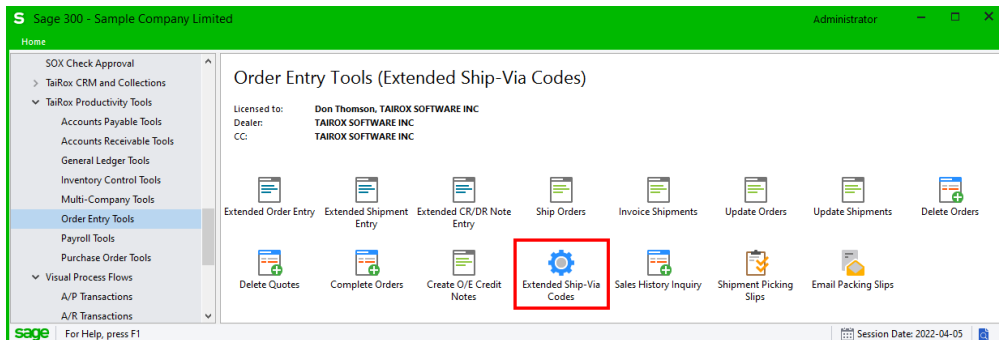 S Sage 300 - Sample Company Limited
Administrator
Home
SOX Check Approval
TaiRox CRM and Collections
TaiRox Productivity Tools
Accounts Payable Tools
Accounts Receivable Tools
General Ledger Tools
Inventory Control Tools
Multi-Company Tools
Order Entry Tools
Payroll Tools
Purchase Order Tools
Visual Process Flows
A/P Transactions
A/R Transactions
Order Entry Tools (Extended Ship-Via Codes)
Licensed to: Don Thomson, TAIROX SOFTWARE INC
Dealer: TAIROX SOFTWARE INC
CC: TAIROX SOFTWARE INC
Extended Order Entry
Extended Shipment
Entry
Extended CR/DR Note
Entry
Ship Orders
Invoice Shipments
Update Orders
Update Shipments
Delete Orders
Delete Quotes
Complete Orders
Create O/E Credit
Notes
Extended Ship-Via
Codes
Sales History Inquiry
Shipment Picking
Slips
Email Packing Slips
sage For Help, press F1
Session Date: 2022-04-05